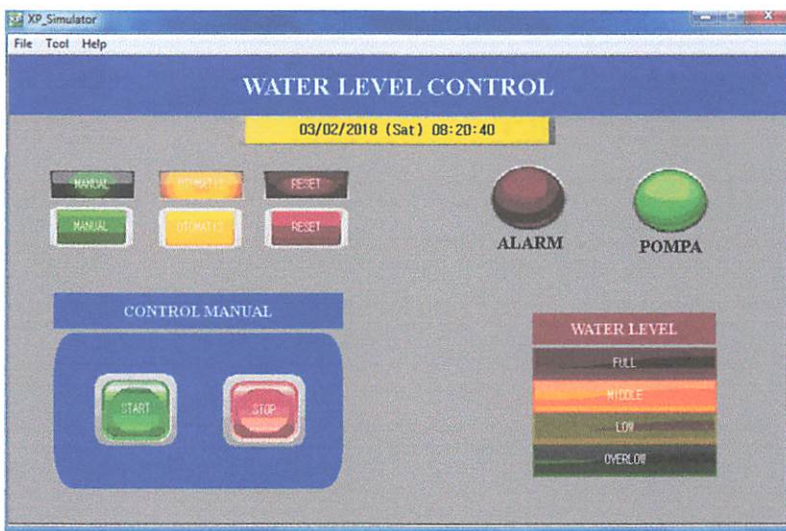 XP_Simulator
File Tool Help
WATER LEVEL CONTROL
03/02/2018 (Sat) 08:20:40
MANUAL OTOMATIS RESET
MANUAL OTOMATIS RESET
ALARM POMPA
CONTROL MANUAL
START STOP
WATER LEVEL
FULL
MIDDLE
LOW
OVERLOW